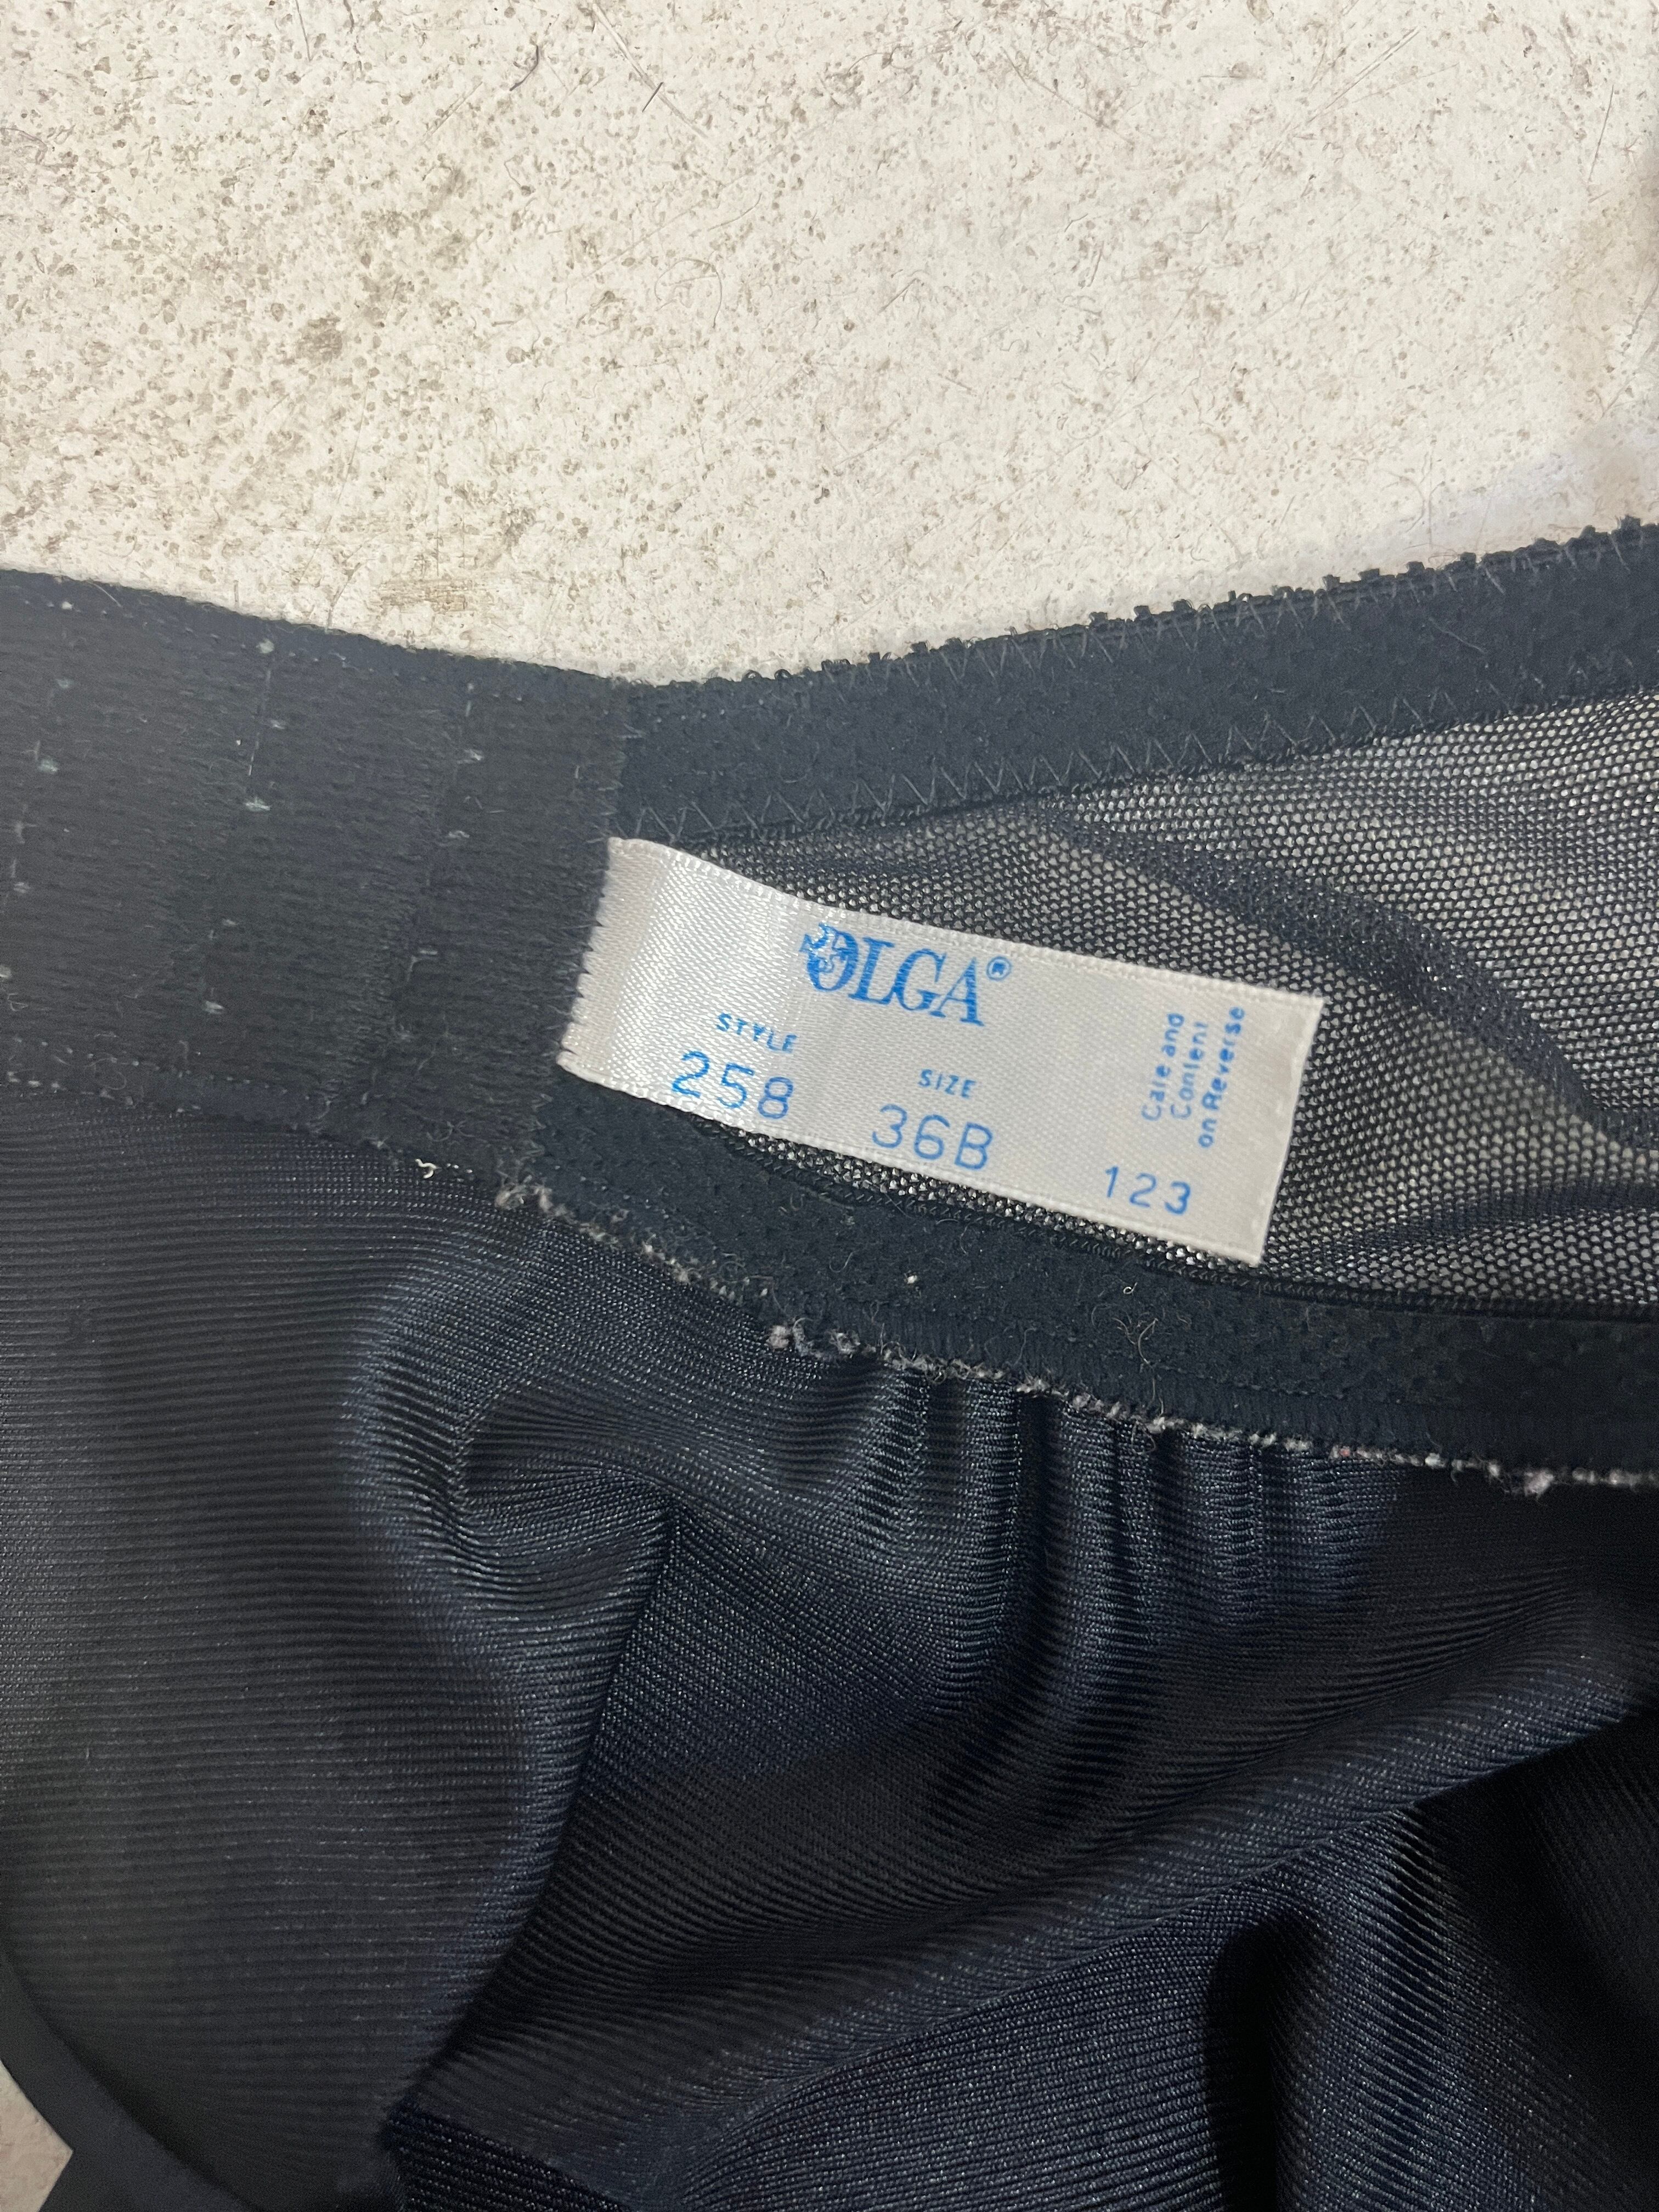 OLGA®
STYLE
258
SIZE
36B
123
Care and
Content
on Reverse